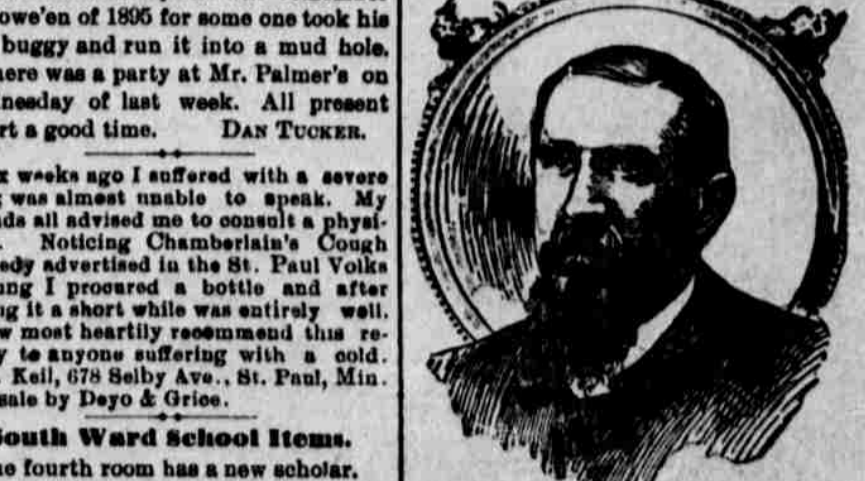 owe'en of 1895 for some one took his
buggy and run it into a mud hole.
here was a party at Mr. Palmer's on
nesday of last week. All present
rt a good time. DAN TUCKER.
x weeks ago I suffered with a severe
was almost unable to speak. My
nds all advised me to consult a physi-
Noticing Chamberlain's Cough
edy advertised in the St. Paul Volks
ung I procured a bottle and after
ng it a short while was entirely well.
w most heartily recommend this re-
y to anyone suffering with a cold.
. Keil, 678 Selby Ave., St. Paul, Min.
sale by Deyo & Grice.
South Ward School Items.
he fourth room has a new scholar.